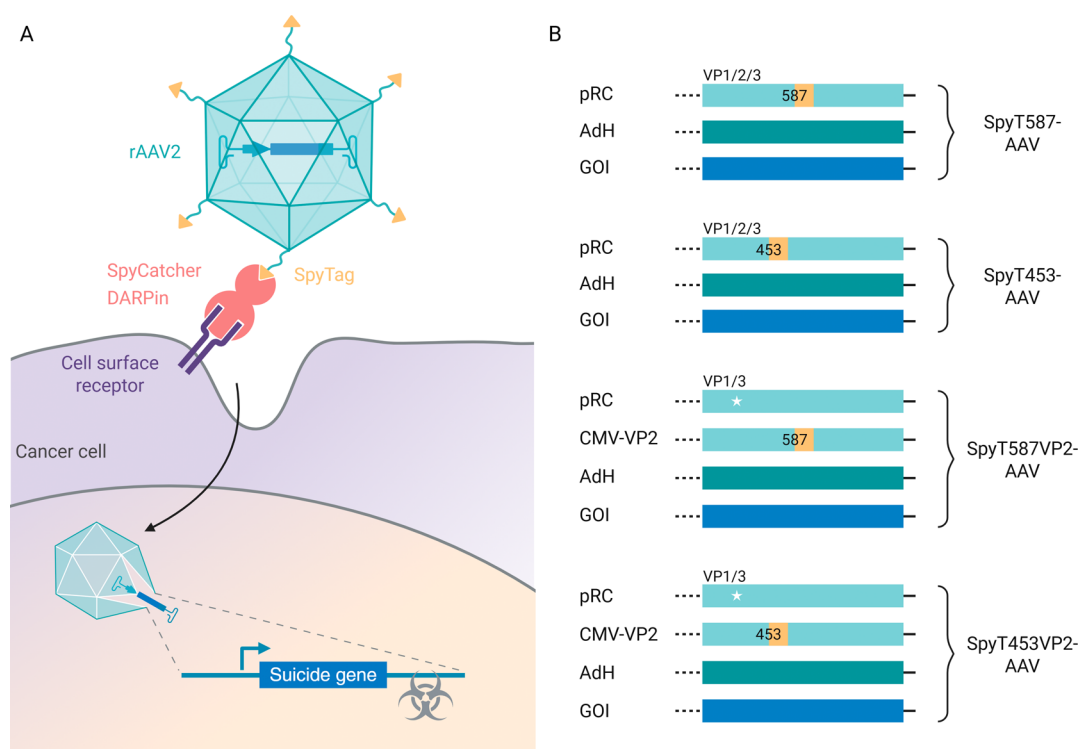 A
rAAV2
SpyCatcher
DARPin
SpyTag
Cell surface
receptor
Cancer cell
Suicide gene
B
VP1/2/3
pRC
587
AdH
GOI
SpyT587-
AAV
VP1/2/3
pRC
453
AdH
GOI
SpyT453-
AAV
VP1/3
pRC
CMV-VP2
587
AdH
GOI
SpyT587VP2-
AAV
VP1/3
pRC
CMV-VP2
453
AdH
GOI
SpyT453VP2-
AAV